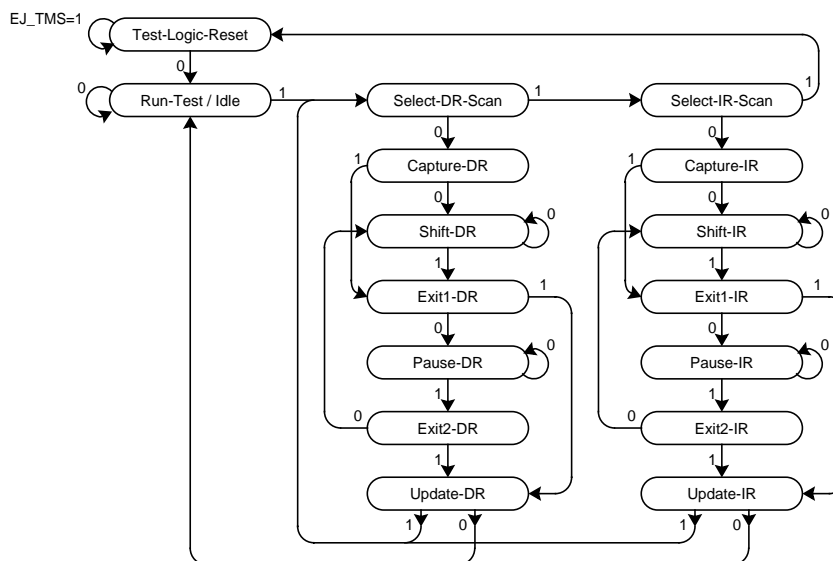 EJ_TMS=1
Test-Logic-Reset
0
1
0
Run-Test / Idle
1
Select-DR-Scan
1
Select-IR-Scan
0
0
1
Capture-DR
1
Capture-IR
0
0
Shift-DR
0
Shift-IR
0
1
1
Exit1-DR
1
Exit1-IR
1
0
0
Pause-DR
0
Pause-IR
0
1
1
0
Exit2-DR
0
Exit2-IR
1
1
Update-DR
Update-IR
1
0
1
0